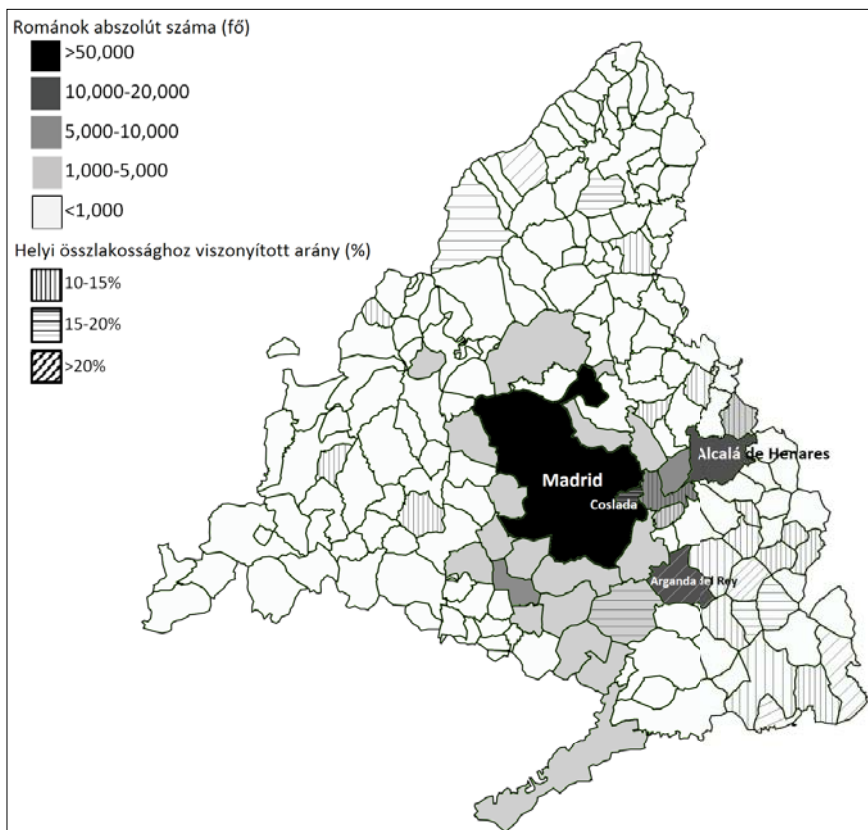 Románok abszolút száma (fő)
>50,000
10,000-20,000
5,000-10,000
1,000-5,000
<1,000
Helyi összlakossághoz viszonyított arány (%)
10-15%
15-20%
>20%
Alcalá de Henares
Madrid
Coslada
Arganda del Rey